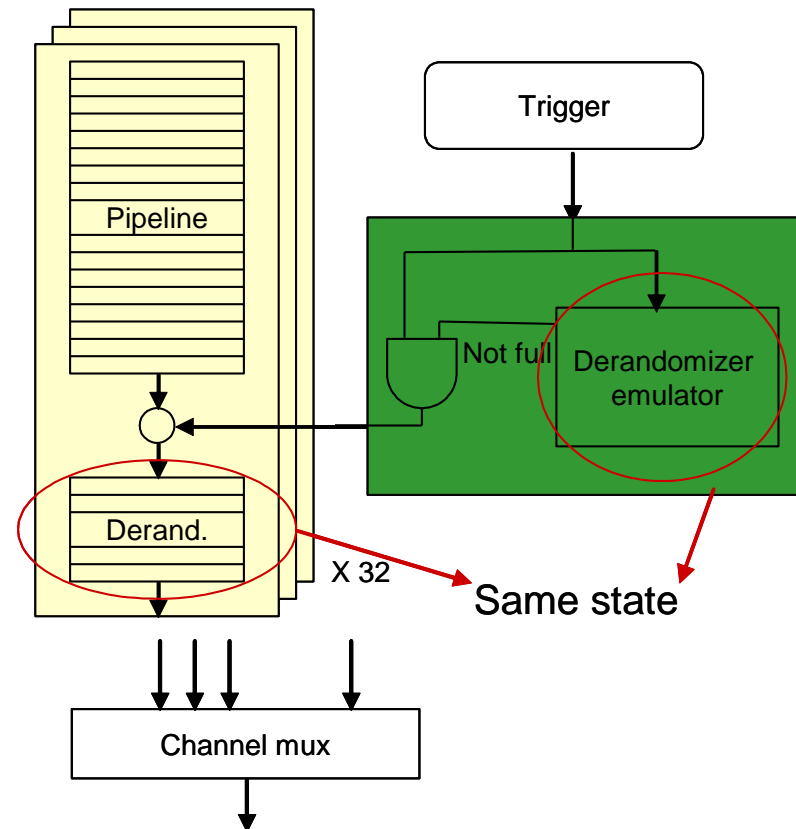 Trigger
Pipeline
Not full
Derandomizer
emulator
Derand.
X 32
Same state
Channel mux